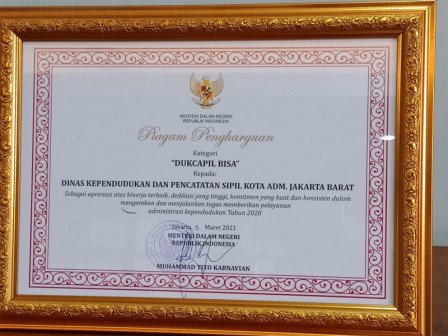 MENTERI DALAM NEGERI
REPUBLIK INDONESIA
Piagam Penghargaan
Kategori
"DUKCAPIL BISA"
Kepada:
DINAS KEPENDUDUKAN DAN PENCATATAN SIPIL KOTA ADM. JAKARTA BARAT
Sebagai apresiasi atas kinerja terbaik, dedikasi yang tinggi, komitmen yang kuat dan konsisten dalam
mengemban dan menjalankan tugas memberikan pelayanan
administrasi kependudukan Tahun 2020
Jakarta, 5 Maret 2021
MENTERI DALAM NEGERI
REPUBLIK INDONESIA
MUHAMMAD TITO KARNAVIAN